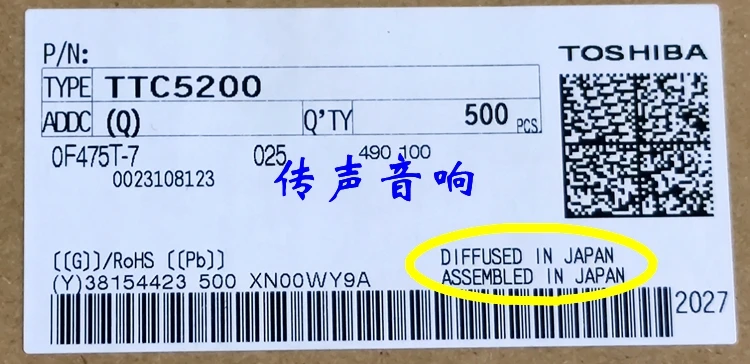 P/N:
TOSHIBA
TYPE TTC5200
ADDC (Q) Q'TY 500 PCS
0F475T-7 025 490 100
0023108123
传声音响
[[G]]/RoHS [[Pb]]
DIFFUSED IN JAPAN
ASSEMBLED IN JAPAN
(Y)38154423 500 XN00WY9A
2027